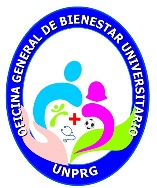 OFICINA GENERAL DE BIENESTAR UNIVERSITARIO
UNPRG